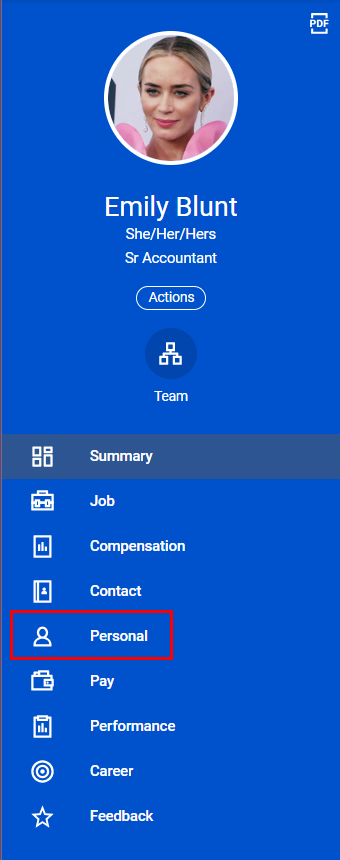 PDF
Emily Blunt
She/Her/Hers
Sr Accountant
Actions
Team
Summary
Job
Compensation
Contact
Personal
Pay
Performance
Career
Feedback